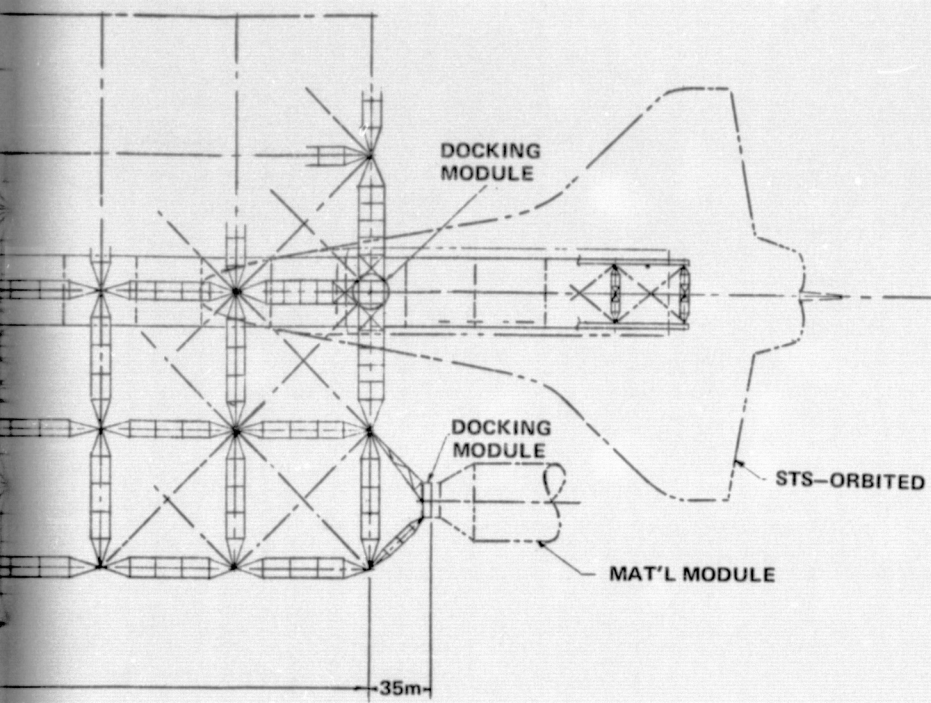 DOCKING
MODULE
DOCKING
MODULE
STS–ORBITED
MAT'L MODULE
35m